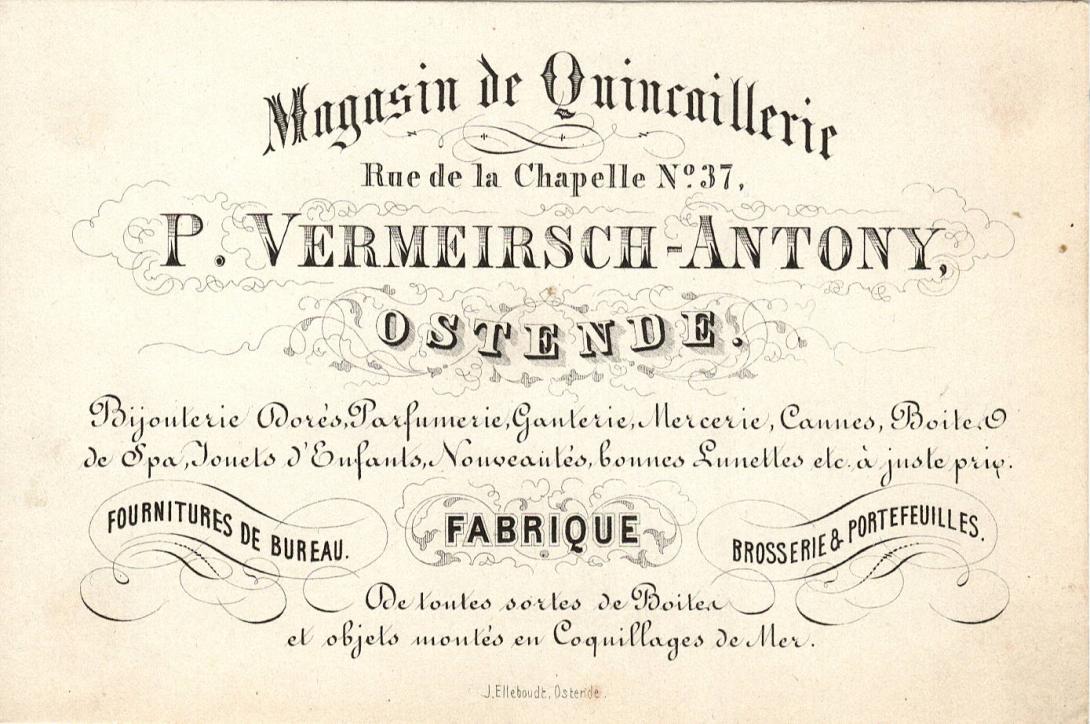 Magasin de Quincaillerie
Rue de la Chapelle No. 37,
P. VERMEIRSCH-ANTONY,
OSTENDE.
Bijouterie Dorés, Parfumerie, Ganterie, Mercerie, Cannes, Boites
de Spa, Jouets d'Enfants, Nouveautés, bonnes Lunettes etc. à juste prix.
FOURNITURES DE BUREAU.
FABRIQUE
BROSSERIE & PORTEFEUILLES.
De toutes sortes de Boites
et objets montés en Coquillages de Mer.
J. Elleboudt, Ostende.